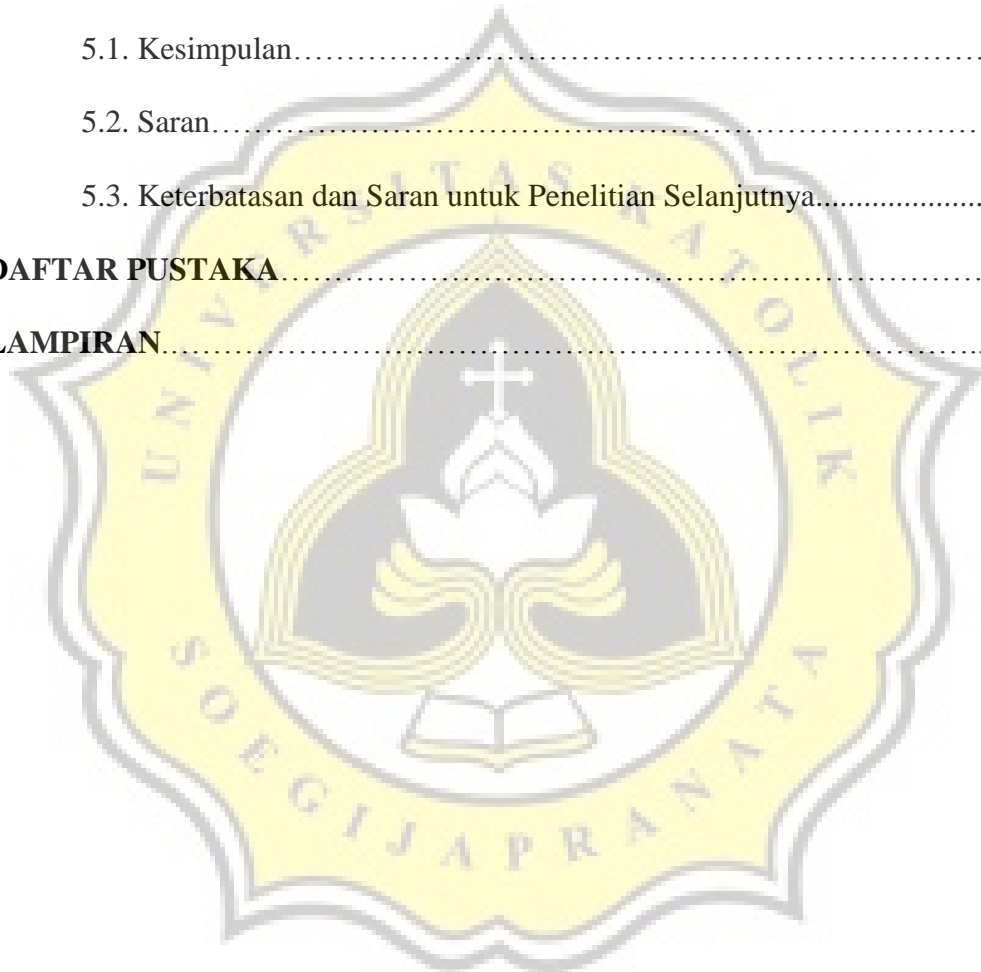 5.1. Kesimpulan……………………………………………………………
5.2. Saran……………………………………………………………………
5.3. Keterbatasan dan Saran untuk Penelitian Selanjutnya.....................
DAFTAR PUSTAKA……………………………………………………………
LAMPIRAN……………………………………………………………………..
UNIVERSITAS KATOLIK
SOEGIJAPRANATA